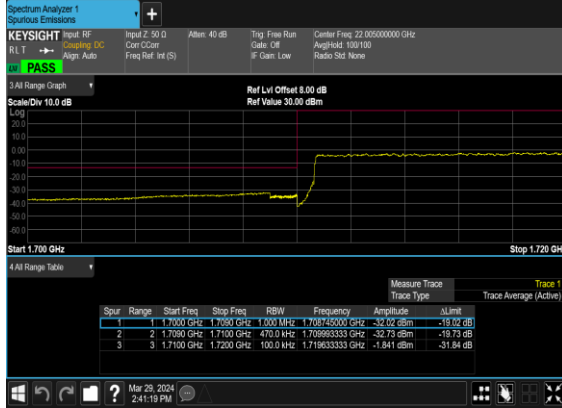 Spectrum Analyzer 1
Spurious Emissions
+
KEYSIGHT Input: RF Input Z: 50 Ω Atten: 40 dB Trig: Free Run Center Freq: 22.005000000 GHz
RLT Coupling: DC Corr CCorr Gate: Off Avg|Hold: 100/100
Align: Auto Freq Ref: Int (S) IF Gain: Low Radio Std: None
PASS
3 All Range Graph
Ref Lvl Offset 8.00 dB
Scale/Div 10.0 dB Ref Value 30.00 dBm
Log
20.0
10.0
0.00
-10.0
-20.0
-30.0
-40.0
-50.0
-60.0
Start 1.700 GHz Stop 1.720 GH
4 All Range Table
Measure Trace Trace 1
Trace Type Trace Average (Active)
Spur Range Start Freq Stop Freq RBW Frequency Amplitude ΔLimit
1 1 1.7000 GHz 1.7090 GHz 1.000 MHz 1.708745000 GHz -32.02 dBm -19.02 dB
2 2 1.7090 GHz 1.7100 GHz 470.0 kHz 1.709993333 GHz -32.73 dBm -19.73 dB
3 3 1.7100 GHz 1.7200 GHz 100.0 kHz 1.719633333 GHz -1.841 dBm -31.84 dB
? Mar 29, 2024
2:41:19 PM